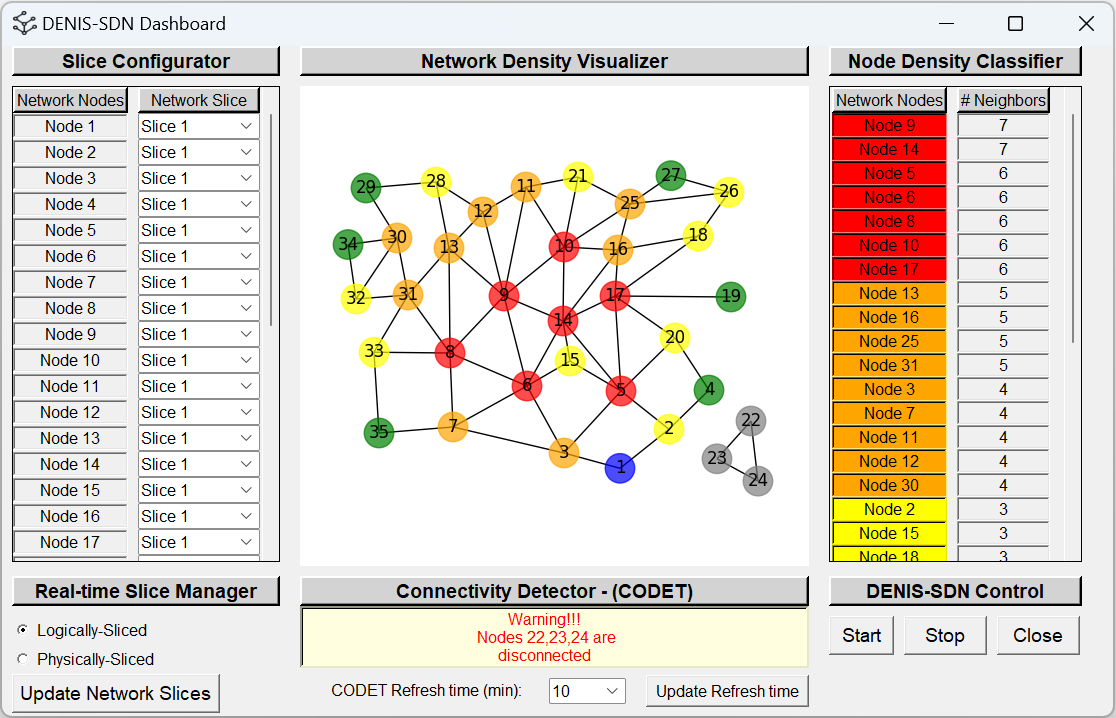 DENIS-SDN Dashboard
Slice Configurator
Network Nodes Network Slice
Node 1 Slice 1
Node 2 Slice 1
Node 3 Slice 1
Node 4 Slice 1
Node 5 Slice 1
Node 6 Slice 1
Node 7 Slice 1
Node 8 Slice 1
Node 9 Slice 1
Node 10 Slice 1
Node 11 Slice 1
Node 12 Slice 1
Node 13 Slice 1
Node 14 Slice 1
Node 15 Slice 1
Node 16 Slice 1
Node 17 Slice 1
Network Density Visualizer
21
27
28
11
29
26
25
12
18
30
34
13
10
16
31
9
17
19
32
14
20
33
8
15
6
5
4
22
7
2
35
3
23
1
24
Node Density Classifier
Network Nodes # Neighbors
Node 9 7
Node 14 7
Node 5 6
Node 6 6
Node 8 6
Node 10 6
Node 17 6
Node 13 5
Node 16 5
Node 25 5
Node 31 5
Node 3 4
Node 7 4
Node 11 4
Node 12 4
Node 30 4
Node 2 3
Node 15 3
Node 18 3
Real-time Slice Manager
Logically-Sliced
Physically-Sliced
Update Network Slices
Connectivity Detector - (CODET)
Warning!!!
Nodes 22,23,24 are
disconnected
CODET Refresh time (min): 10 Update Refresh time
DENIS-SDN Control
Start Stop Close